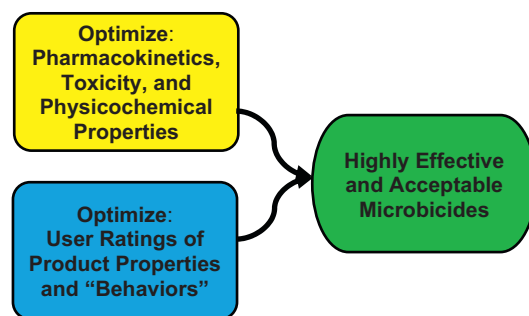 Optimize:
Pharmacokinetics,
Toxicity, and
Physicochemical
Properties
Highly Effective
and Acceptable
Microbicides
Optimize:
User Ratings of
Product Properties
and “Behaviors”